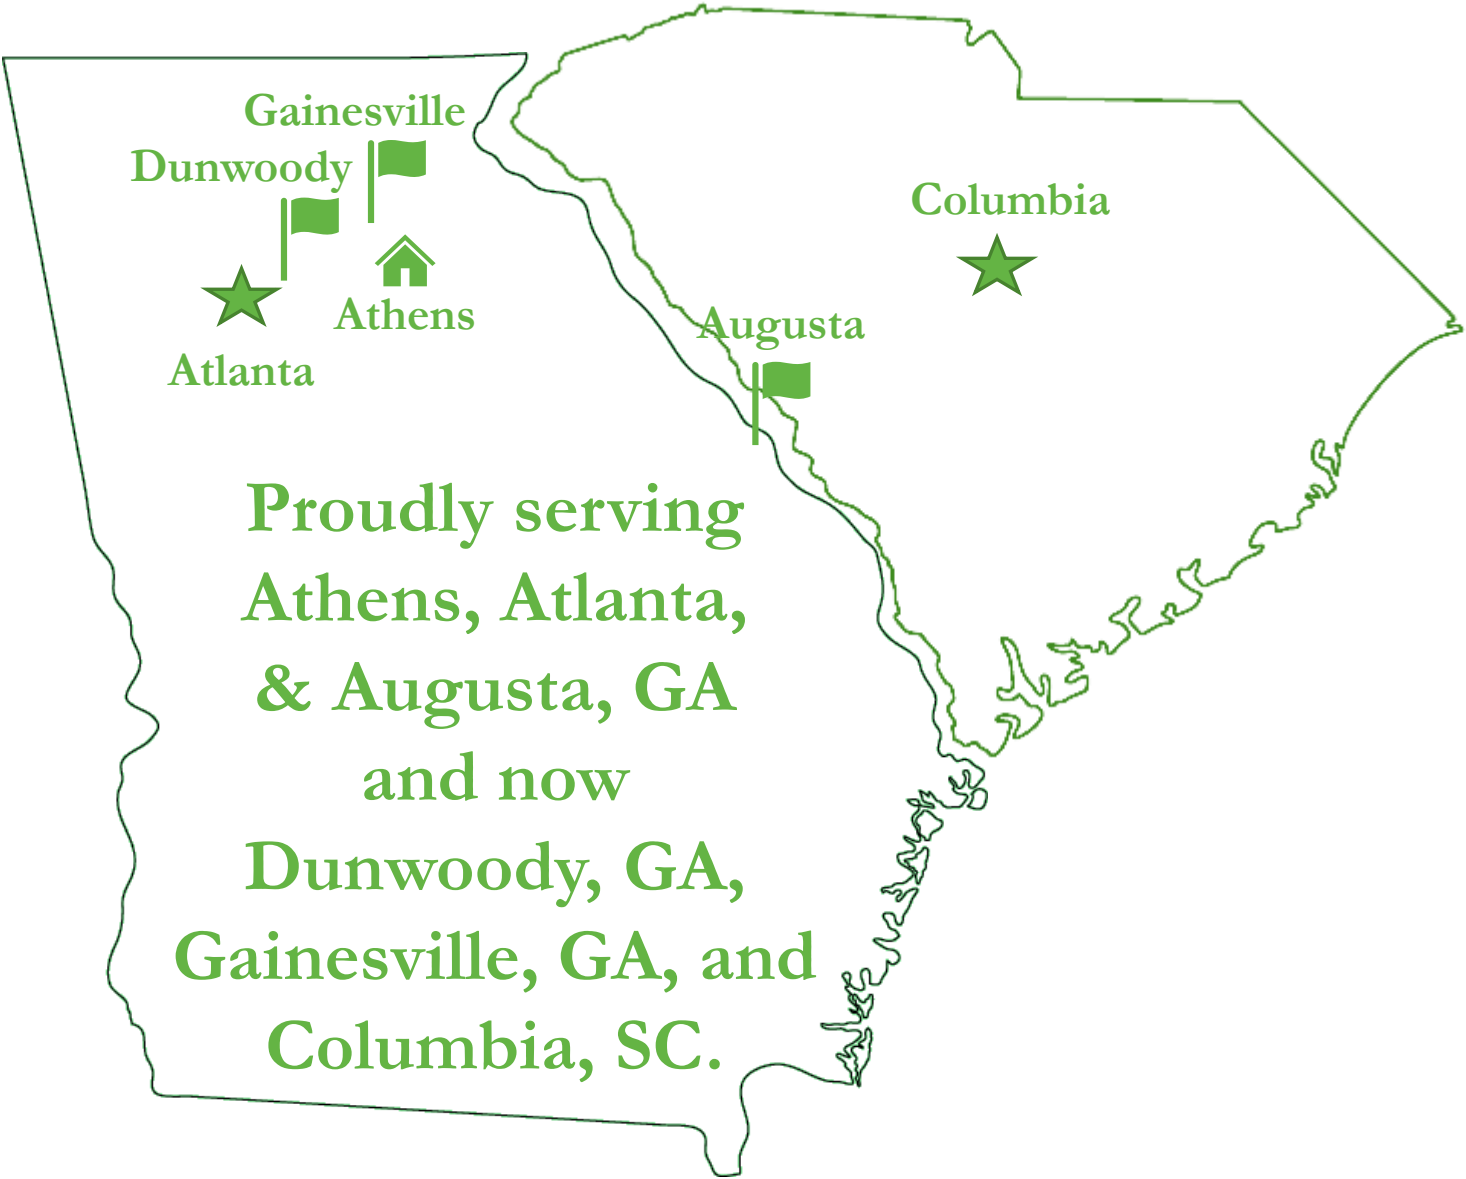 Gainesville
Dunwoody
Columbia
Athens
Augusta
Atlanta
Proudly serving
Athens, Atlanta,
& Augusta, GA
and now
Dunwoody, GA,
Gainesville, GA, and
Columbia, SC.